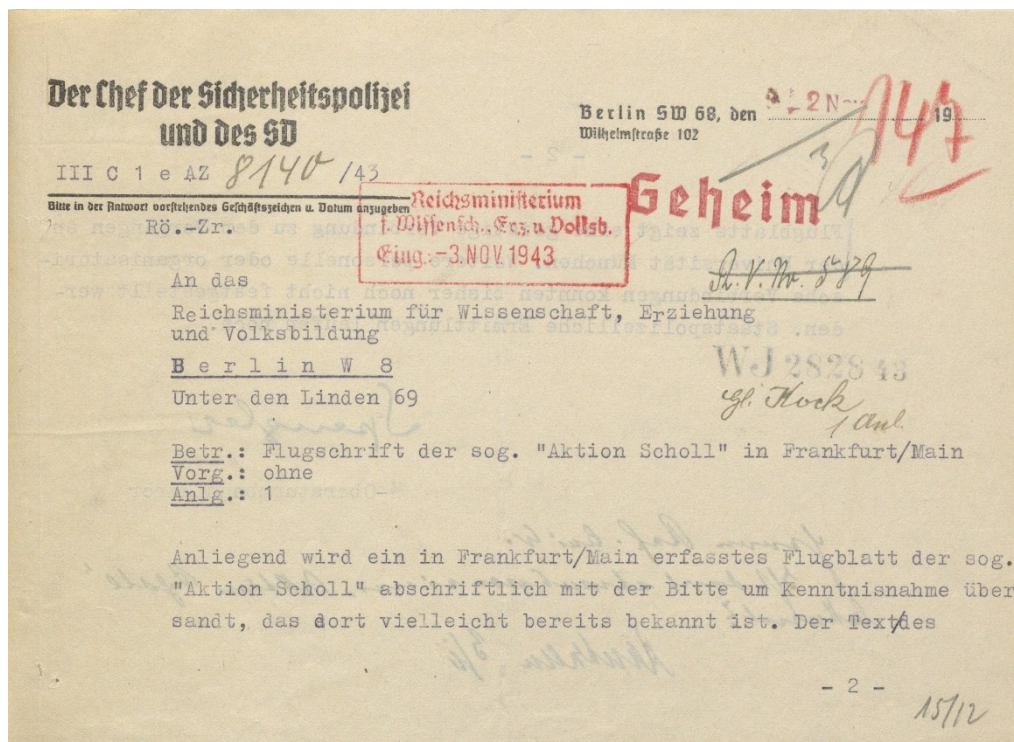 Der Chef der Sicherheitspolizei
und des SD
Berlin SW 68, den 2 Nov 19
Wilhelmstraße 102
III C 1 e AZ 8140 /43
Geheim
Bitte in der Antwort vorstehendes Geschäftszeichen u. Datum anzugeben
Reichsministerium
f. Wissensch., Erz. u. Volksb.
Eing.: -3. NOV. 1943
Rö.-Zr.
An das
Reichsministerium für Wissenschaft, Erziehung
und Volksbildung
Berlin W 8
WJ 2828 43
Unter den Linden 69
1 Anl.
Betr.: Flugschrift der sog. "Aktion Scholl" in Frankfurt/Main
Vorg.: ohne
Anlg.: 1
Anliegend wird ein in Frankfurt/Main erfasstes Flugblatt der sog.
"Aktion Scholl" abschriftlich mit der Bitte um Kenntnisnahme über
sandt, das dort vielleicht bereits bekannt ist. Der Text/des
- 2 -
15/12